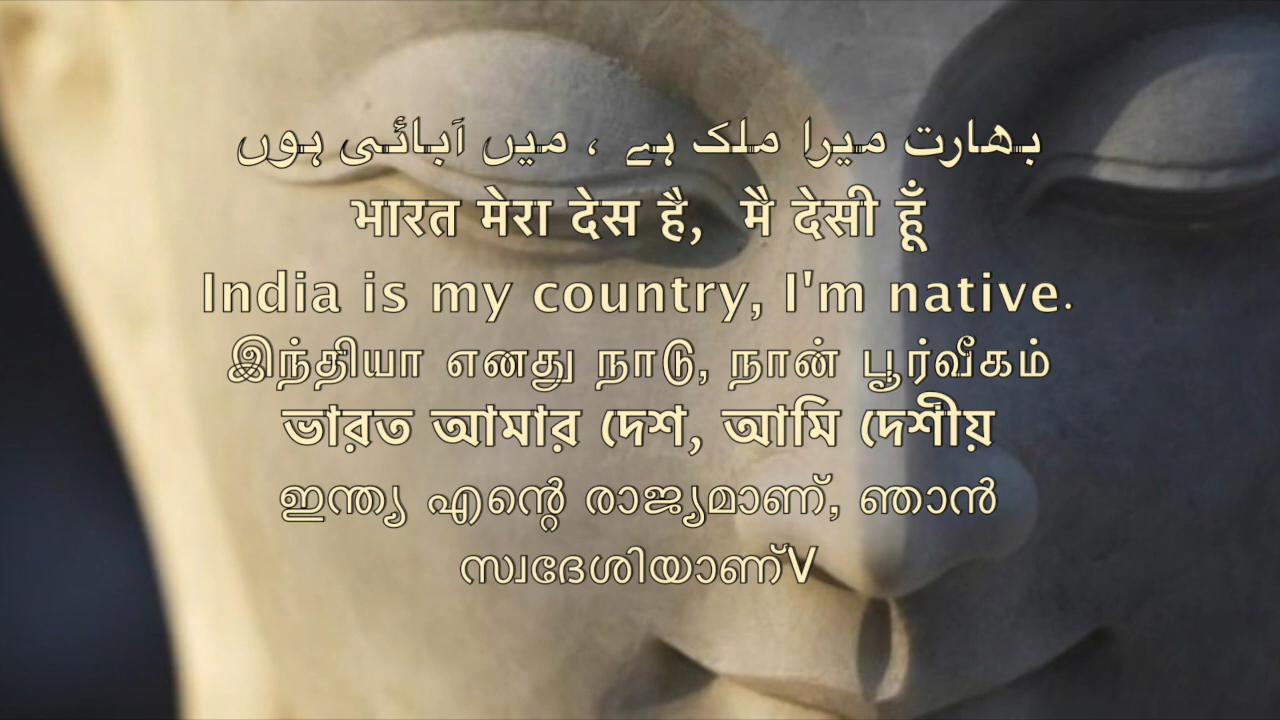 بھارت میرا ملک ہے ، میں آبائی ہوں
भारत मेरा देस है, मै देसी हूँ
India is my country, I'm native.
இந்தியா எனது நாடு, நான் பூர்வீகம்
ভারত আমার দেশ, আমি দেশীয়
ഇന്ത്യ എന്റെ രാജ്യമാണ്, ഞാൻ
സ്വദേശിയാണ്V